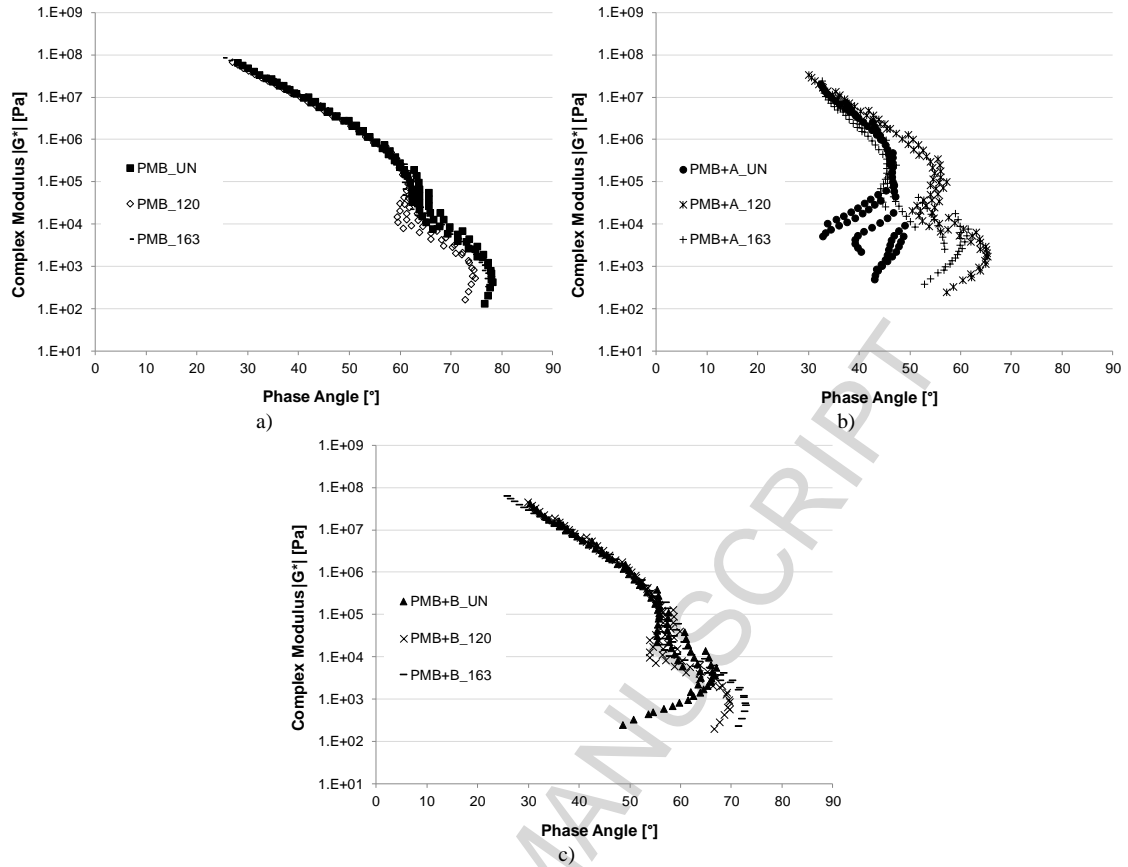 1.E+09
1.E+08
1.E+07
1.E+06
1.E+05
1.E+04
1.E+03
1.E+02
1.E+01
Complex Modulus |G*| [Pa]
PMB_UN
PMB_120
PMB_163
0 10 20 30 40 50 60 70 80 90
Phase Angle [°]
a)
1.E+09
1.E+08
1.E+07
1.E+06
1.E+05
1.E+04
1.E+03
1.E+02
1.E+01
Complex Modulus |G*| [Pa]
PMB+A_UN
PMB+A_120
PMB+A_163
0 10 20 30 40 50 60 70 80 90
Phase Angle [°]
b)
1.E+09
1.E+08
1.E+07
1.E+06
1.E+05
1.E+04
1.E+03
1.E+02
1.E+01
Complex Modulus |G*| [Pa]
PMB+B_UN
PMB+B_120
PMB+B_163
0 10 20 30 40 50 60 70 80 90
Phase Angle [°]
c)
MANUSCRIPT